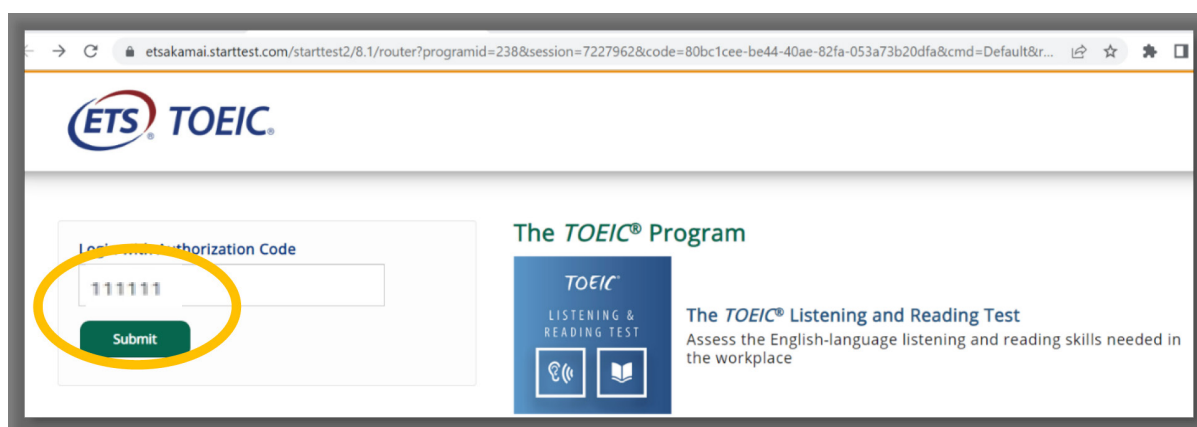 etsakamai.starttest.com/starttest2/8.1/router?programid=238&session=7227962&code=80bc1cee-be44-40ae-82fa-053a73b20dfa&cmd=Default&r...
ETS® TOEIC®
Login with Authorization Code
111111
Submit
The TOEIC® Program
TOEIC®
LISTENING &
READING TEST
The TOEIC® Listening and Reading Test
Assess the English-language listening and reading skills needed in
the workplace